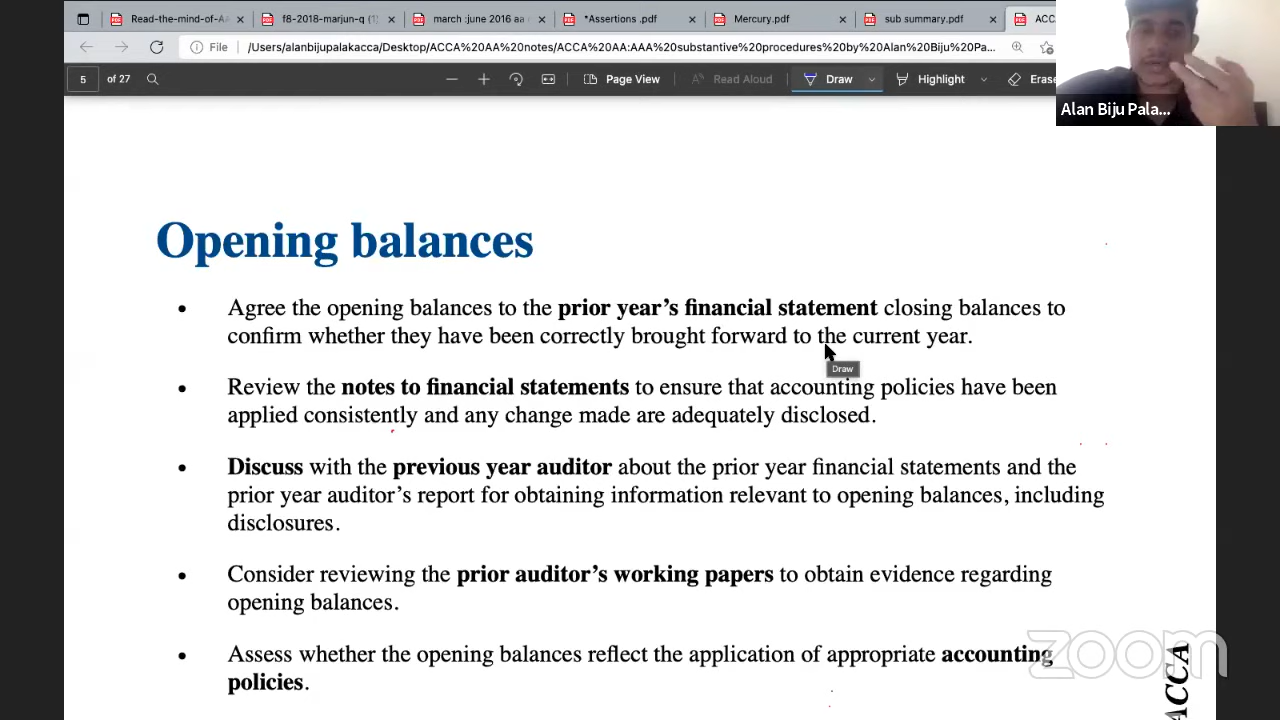 Read-the-mind-of-A
f8-2018-marjun-q (1)
march :june 2016 aa
*Assertions .pdf
Mercury.pdf
sub summary.pdf
ACC
File
/Users/alanbijupalakacca/Desktop/ACCA%20AA%20notes/ACCA%20AA:AAA%20substantive%20procedures%20by%20Alan%20Biju%20Pa...
5 of 27
Page View
Read Aloud
Draw
Highlight
Erase
Alan Biju Pala...
Opening balances
• Agree the opening balances to the prior year’s financial statement closing balances to
confirm whether they have been correctly brought forward to the current year.
Draw
• Review the notes to financial statements to ensure that accounting policies have been
applied consistently and any change made are adequately disclosed.
• Discuss with the previous year auditor about the prior year financial statements and the
prior year auditor’s report for obtaining information relevant to opening balances, including
disclosures.
• Consider reviewing the prior auditor’s working papers to obtain evidence regarding
opening balances.
• Assess whether the opening balances reflect the application of appropriate accounting
policies.
zoom
ACCA